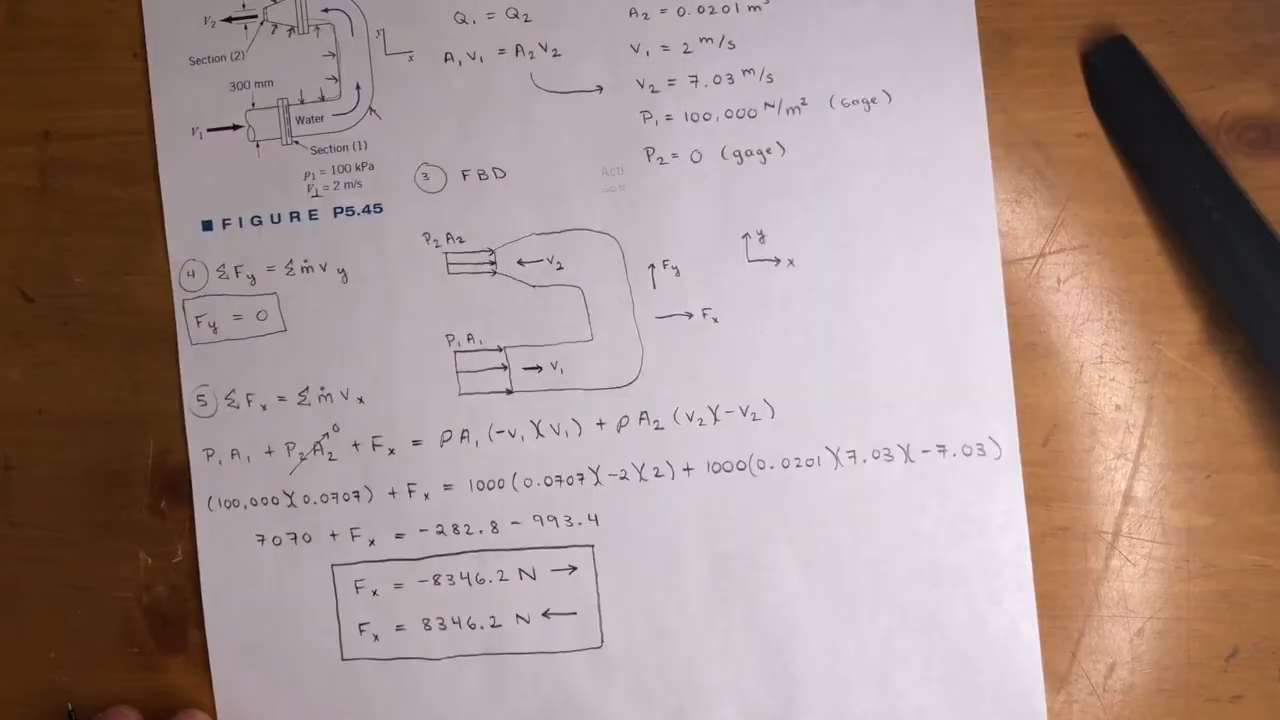 V₂
Section (2)
y
x
300 mm
V₁
Water
Section (1)
p₁ = 100 kPa
V₁ = 2 m/s
FIGURE P5.45
Q₁ = Q₂
A₁V₁ = A₂V₂
A₂ = 0.0201 m²
V₁ = 2 m/s
V₂ = 7.03 m/s
P₁ = 100,000 N/m² (Gage)
P₂ = 0 (gage)
③ FBD
P₂A₂
V₂
Fy
Fx
y
x
P₁A₁
V₁
④ ΣFy = Σṁvy
Fy = 0
⑤ ΣFx = ΣṁVx
P₁A₁ + P₂A₂ 0 + Fx = ρA₁(-V₁)(V₁) + ρA₂(V₂)(-V₂)
(100,000)(0.0707) + Fx = 1000(0.0707)(-2)(2) + 1000(0.0201)(7.03)(-7.03)
7070 + Fx = -282.8 - 993.4
Fx = -8346.2 N →
Fx = 8346.2 N ←